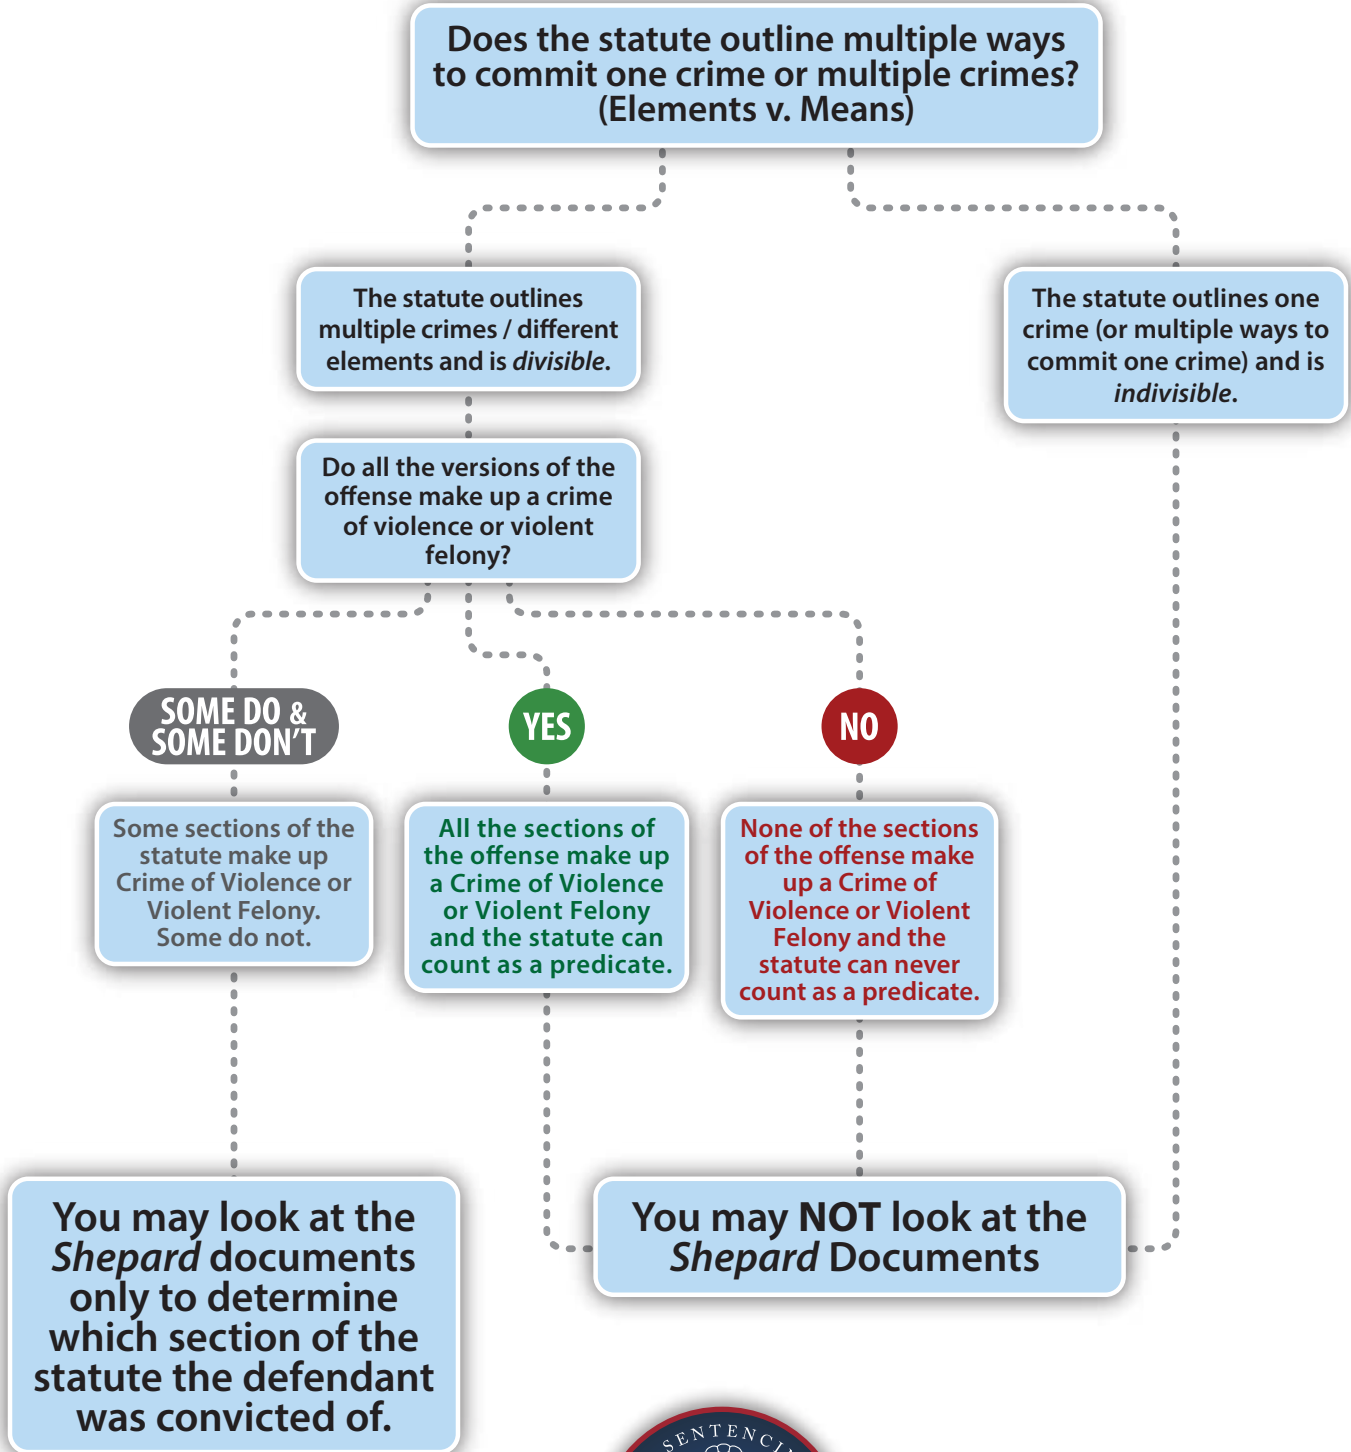 Does the statute outline multiple ways
to commit one crime or multiple crimes?
(Elements v. Means)
The statute outlines
multiple crimes / different
elements and is divisible.
The statute outlines one
crime (or multiple ways to
commit one crime) and is
indivisible.
Do all the versions of the
offense make up a crime
of violence or violent
felony?
SOME DO &
SOME DON'T
YES
NO
Some sections of the
statute make up
Crime of Violence or
Violent Felony.
Some do not.
All the sections of
the offense make up
a Crime of Violence
or Violent Felony
and the statute can
count as a predicate.
None of the sections
of the offense make
up a Crime of
Violence or Violent
Felony and the
statute can never
count as a predicate.
You may look at the
Shepard documents
only to determine
which section of the
statute the defendant
was convicted of.
You may NOT look at the
Shepard Documents